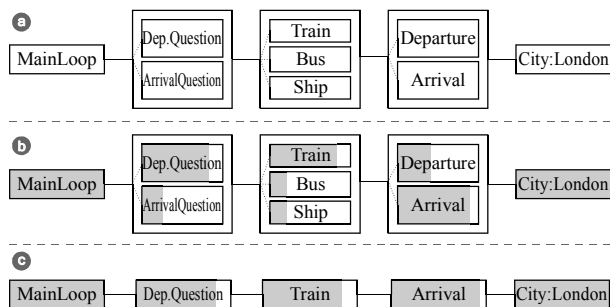 a
Dep.Question Train Departure
MainLoop Bus City:London
ArrivalQuestion Ship Arrival
b
Dep.Question Train Departure
MainLoop Bus City:London
ArrivalQuestion Ship Arrival
c
MainLoop Dep.Question Train Arrival City:London